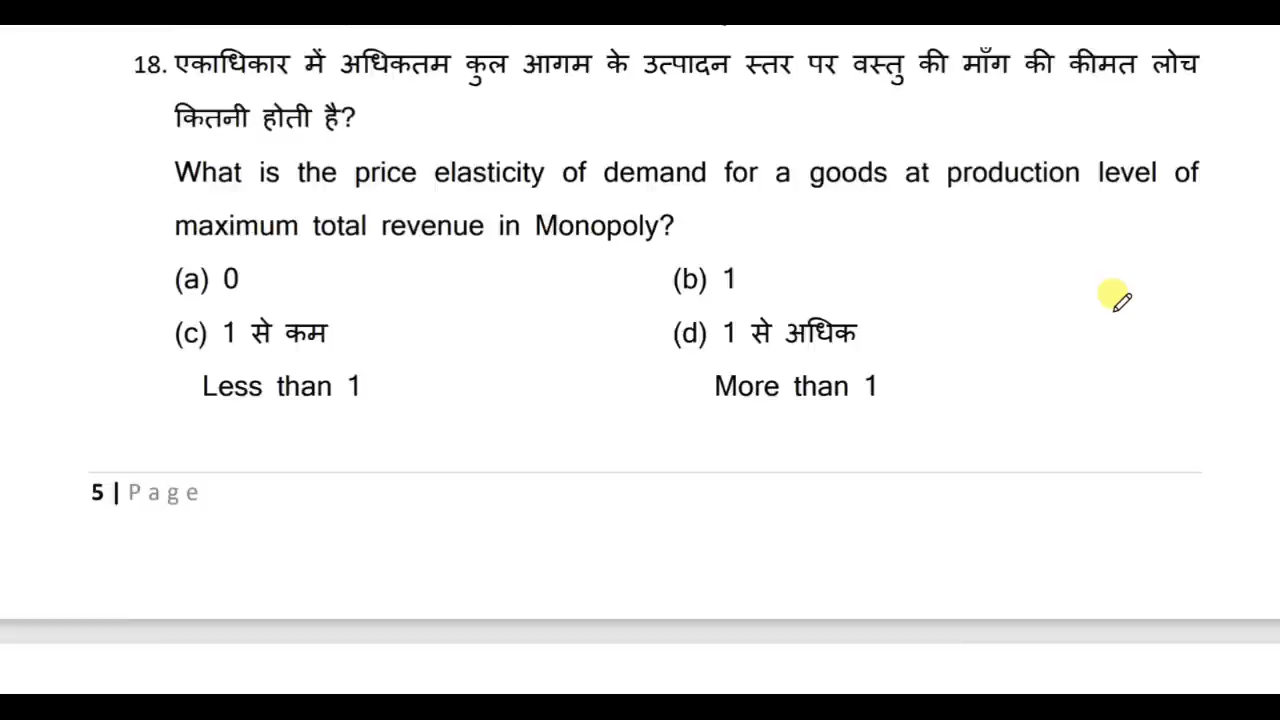 18. एकाधिकार में अधिकतम कुल आगम के उत्पादन स्तर पर वस्तु की माँग की कीमत लोच
कितनी होती है?
What is the price elasticity of demand for a goods at production level of
maximum total revenue in Monopoly?
(a) 0 (b) 1
(c) 1 से कम (d) 1 से अधिक
Less than 1 More than 1
5 | Page